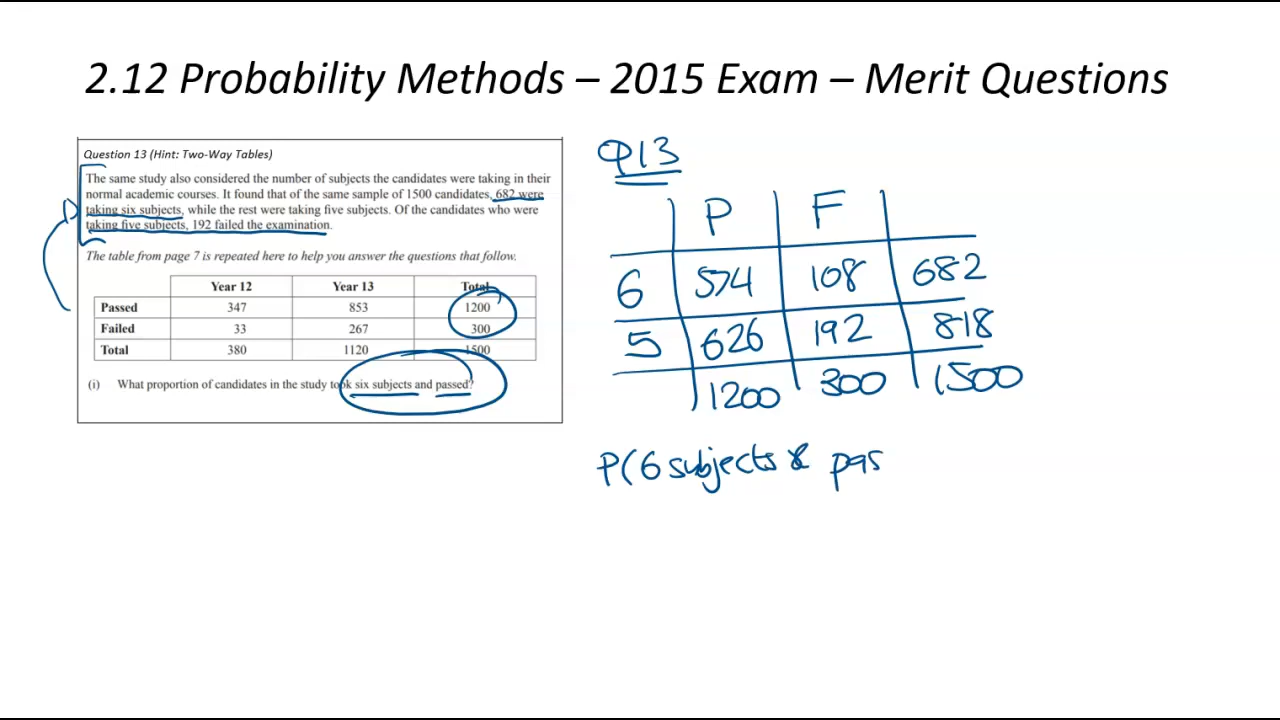 2.12 Probability Methods – 2015 Exam – Merit Questions
Question 13 (Hint: Two-Way Tables)
The same study also considered the number of subjects the candidates were taking in their
normal academic courses. It found that of the same sample of 1500 candidates, 682 were
taking six subjects, while the rest were taking five subjects. Of the candidates who were
taking five subjects, 192 failed the examination.
The table from page 7 is repeated here to help you answer the questions that follow.
Year 12 Year 13 Total
Passed 347 853 1200
Failed 33 267 300
Total 380 1120 1500
(i) What proportion of candidates in the study took six subjects and passed?
Q13
P F
6 574 108 682
5 626 192 818
1200 300 1500
P(6 subjects & pas